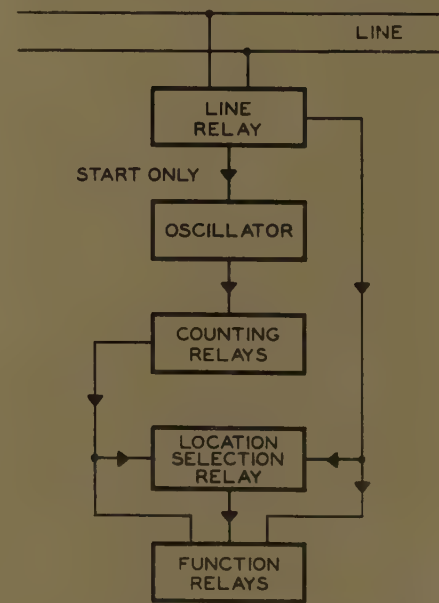 LINE
LINE
RELAY
START ONLY
OSCILLATOR
COUNTING
RELAYS
LOCATION
SELECTION
RELAY
FUNCTION
RELAYS